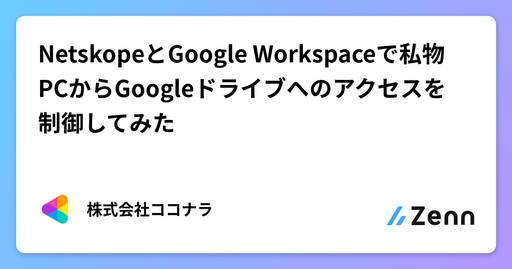 NetskopeとGoogle Workspaceで私物
PCからGoogleドライブへのアクセスを
制御してみた
株式会社ココナラ
Zenn